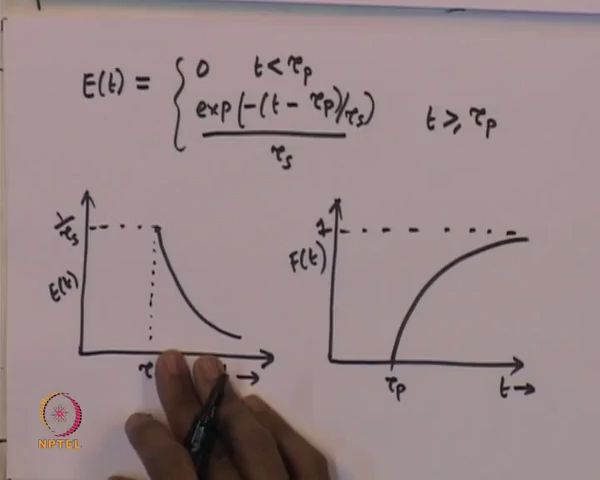 E(t) = { 0 t < τp
exp(-(t - τp)/τs) / τs t ≥ τp
1/τs
E(t)
τ
1
F(t)
τp
t →
NPTEL